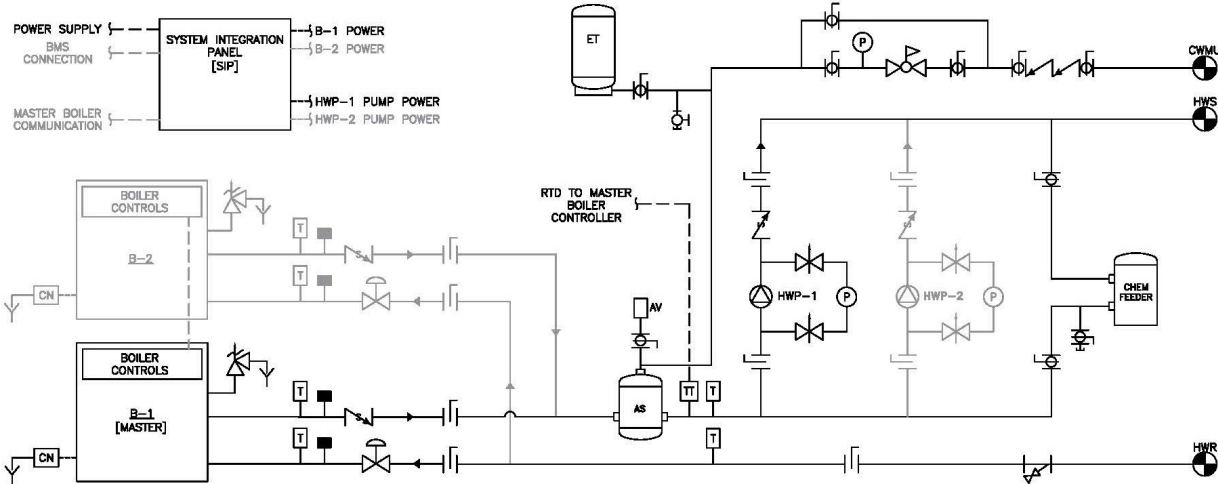 POWER SUPPLY
BMS
CONNECTION
MASTER BOILER
COMMUNICATION
SYSTEM INTEGRATION
PANEL
[SIP]
B-1 POWER
B-2 POWER
HWP-1 PUMP POWER
HWP-2 PUMP POWER
ET
P
CWMU
HWS
BOILER
CONTROLS
B-2
CN
T
T
RTD TO MASTER
BOILER
CONTROLLER
HWP-1
P
HWP-2
P
CHEM
FEEDER
AV
BOILER
CONTROLS
B-1
[MASTER]
CN
T
T
AS
TT
T
T
HWR